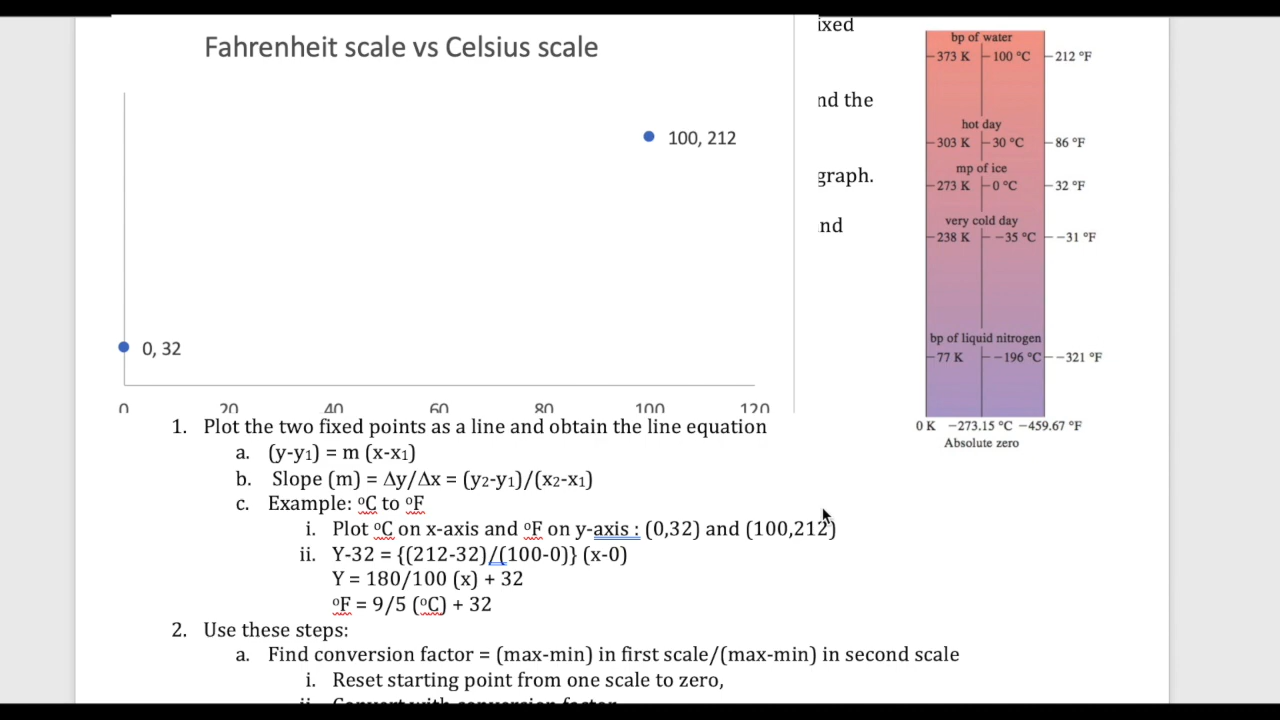 Fahrenheit scale vs Celsius scale
100, 212
0, 32
0 20 40 60 80 100 120
ixed
nd the
graph.
nd
bp of water
373 K 100 °C 212 °F
hot day
303 K 30 °C 86 °F
mp of ice
273 K 0 °C 32 °F
very cold day
238 K −35 °C −31 °F
bp of liquid nitrogen
77 K −196 °C −321 °F
0 K −273.15 °C −459.67 °F
Absolute zero
1. Plot the two fixed points as a line and obtain the line equation
a. (y-y₁) = m (x-x₁)
b. Slope (m) = Δy/Δx = (y₂-y₁)/(x₂-x₁)
c. Example: ᵒC to ᵒF
i. Plot ᵒC on x-axis and ᵒF on y-axis : (0,32) and (100,212)
ii. Y-32 = {(212-32)/(100-0)} (x-0)
Y = 180/100 (x) + 32
ᵒF = 9/5 (ᵒC) + 32
2. Use these steps:
a. Find conversion factor = (max-min) in first scale/(max-min) in second scale
i. Reset starting point from one scale to zero,
ii. Convert with conversion factor